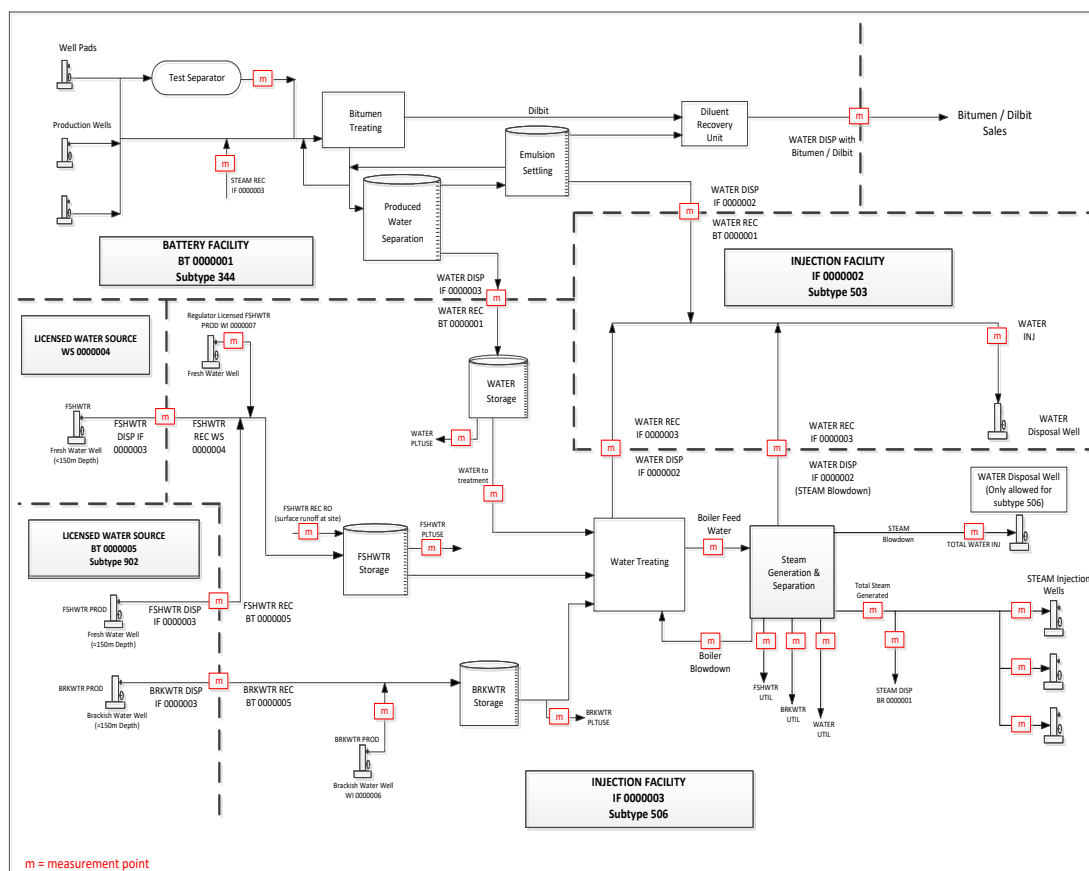 Well Pads
Test Separator
m
Production Wells
m
STEAM REC
IF 0000003
Bitumen
Treating
Dilbit
Diluent
Recovery
Unit
m
WATER DISP with
Bitumen / Dilbit
Bitumen / Dilbit
Sales
Emulsion
Settling
Produced
Water
Separation
BATTERY FACILITY
BT 0000001
Subtype 344
WATER DISP
IF 0000002
m
WATER REC
BT 0000001
INJECTION FACILITY
IF 0000002
Subtype 503
WATER DISP
IF 0000003
m
WATER REC
BT 0000001
LICENSED WATER SOURCE
WS 0000004
Regulator Licensed FSHWTR
PROD WI 0000007
m
Fresh Water Well
m
WATER
INJ
WATER
Disposal Well
WATER
Storage
m
WATER
PLTUSE
FSHWTR
m
FSHWTR
DISP IF
0000003
FSHWTR
REC WS
0000004
Fresh Water Well
(<150m Depth)
WATER REC
IF 0000003
m
WATER DISP
IF 0000002
WATER REC
IF 0000003
m
WATER DISP
IF 0000002
(STEAM Blowdown)
WATER to
treatment
m
WATER Disposal Well
(Only allowed for
subtype 506)
FSHWTR REC RO
(surface runoff at site)
m
FSHWTR
Storage
FSHWTR
PLTUSE
m
LICENSED WATER SOURCE
BT 0000005
Subtype 902
Water Treating
Boiler Feed
Water
m
Steam
Generation &
Separation
STEAM
Blowdown
m
TOTAL WATER INJ
FSHWTR PROD
FSHWTR DISP
IF 0000003
m
FSHWTR REC
BT 0000005
Fresh Water Well
(=150m Depth)
Total Steam
Generated
m
STEAM Injection
Wells
m
m
m
m
STEAM DISP
BR 0000001
m
Boiler
Blowdown
m
m
m
FSHWTR
UTIL
BRKWTR
UTIL
WATER
UTIL
BRKWTR PROD
BRKWTR DISP
IF 0000003
m
BRKWTR REC
BT 0000005
Brackish Water Well
(=150m Depth)
m
BRKWTR PROD
Brackish Water Well
WI 0000006
BRKWTR
Storage
m
BRKWTR
PLTUSE
INJECTION FACILITY
IF 0000003
Subtype 506
m = measurement point